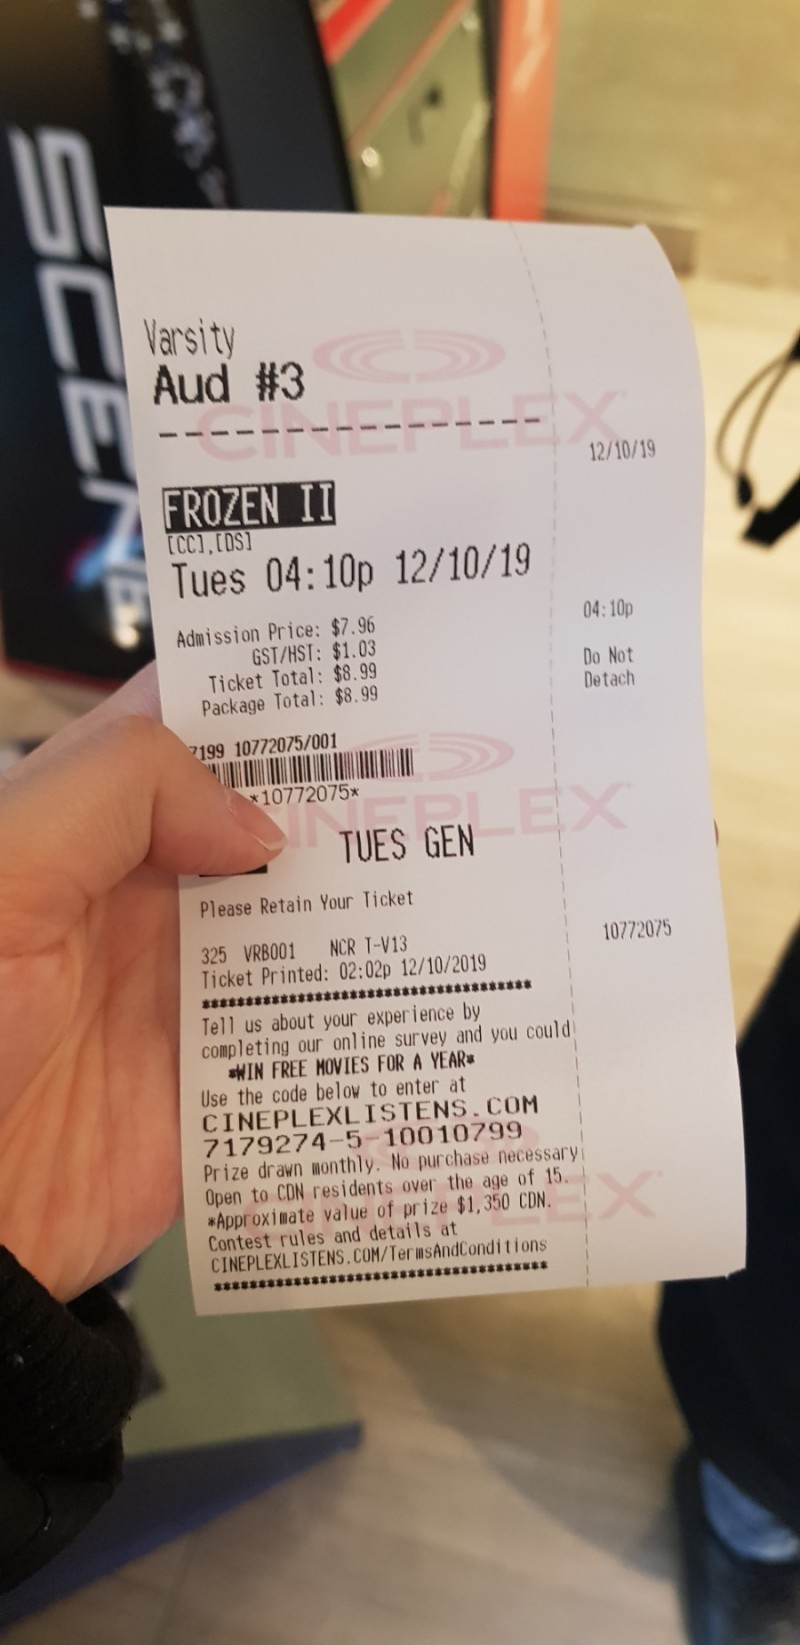 SCENE
Varsity
Aud #3
CINEPLEX
12/10/19
FROZEN II
[CC],[DS]
Tues 04:10p 12/10/19
04:10p
Admission Price: $7.96
GST/HST: $1.03
Ticket Total: $8.99
Package Total: $8.99
Do Not
Detach
7199 10772075/001
*10772075*
CINEPLEX
TUES GEN
Please Retain Your Ticket
10772075
325 VRB001 NCR T-V13
Ticket Printed: 02:02p 12/10/2019
****************************************
Tell us about your experience by
completing our online survey and you could
*WIN FREE MOVIES FOR A YEAR*
Use the code below to enter at
CINEPLEXLISTENS.COM
7179274-5-10010799
Prize drawn monthly. No purchase necessary
Open to CDN residents over the age of 15.
*Approximate value of prize $1,350 CDN.
Contest rules and details at
CINEPLEXLISTENS.COM/TermsAndConditions
****************************************
CINEPLEX